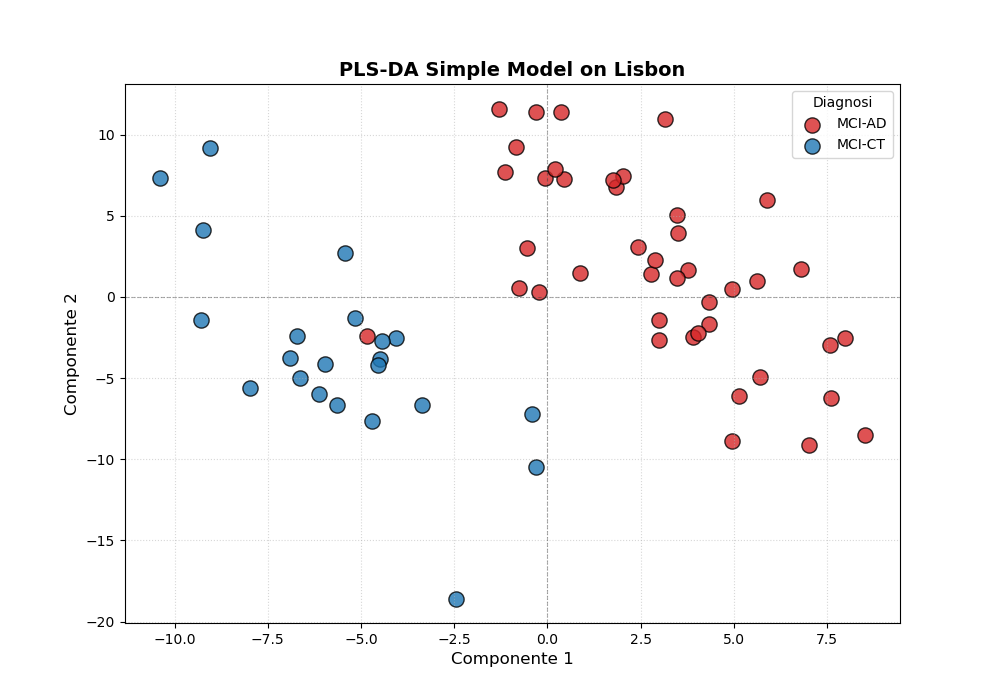 PLS-DA Simple Model on Lisbon
Diagnosi
MCI-AD
MCI-CT
Componente 2
10
5
0
−5
−10
−15
−20
−10.0 −7.5 −5.0 −2.5 0.0 2.5 5.0 7.5
Componente 1